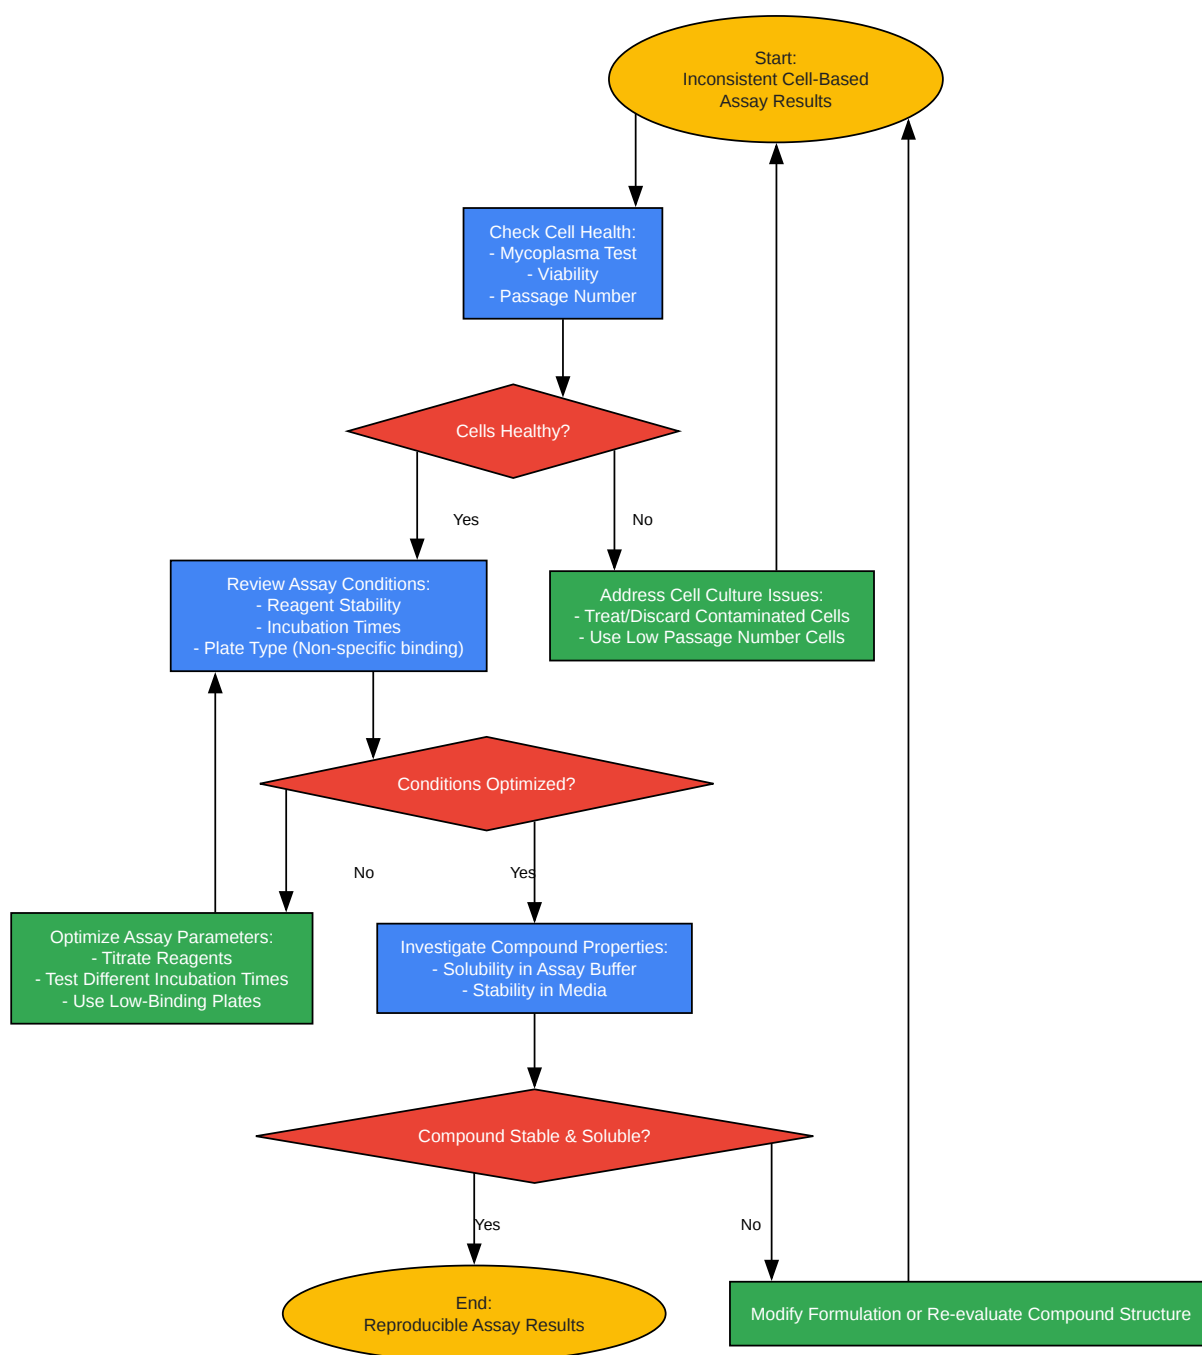 Start:
Inconsistent Cell-Based
Assay Results
Check Cell Health:
- Mycoplasma Test
- Viability
- Passage Number
Cells Healthy?
Yes
No
Review Assay Conditions:
- Reagent Stability
- Incubation Times
- Plate Type (Non-specific binding)
Address Cell Culture Issues:
- Treat/Discard Contaminated Cells
- Use Low Passage Number Cells
Conditions Optimized?
No
Yes
Optimize Assay Parameters:
- Titrate Reagents
- Test Different Incubation Times
- Use Low-Binding Plates
Investigate Compound Properties:
- Solubility in Assay Buffer
- Stability in Media
Compound Stable & Soluble?
Yes
No
End:
Reproducible Assay Results
Modify Formulation or Re-evaluate Compound Structure